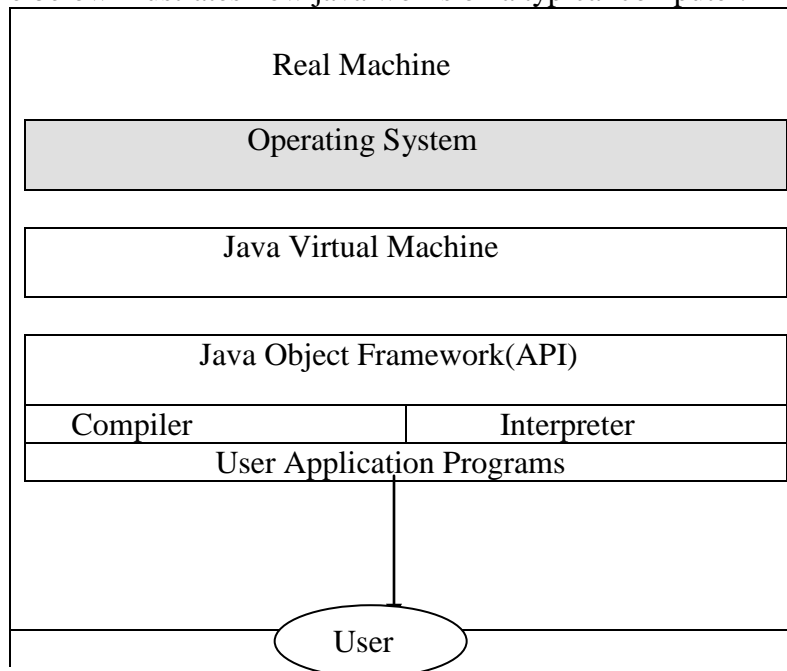 Real Machine
Operating System
Java Virtual Machine
Java Object Framework(API)
Compiler Interpreter
User Application Programs
User